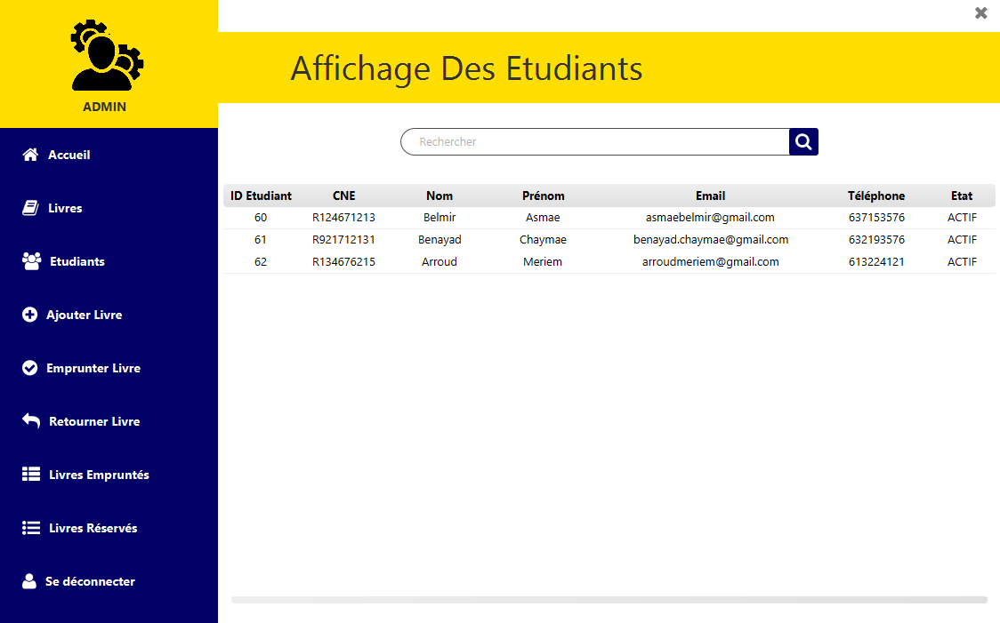 ADMIN
Accueil
Livres
Etudiants
Ajouter Livre
Emprunter Livre
Retourner Livre
Livres Empruntés
Livres Réservés
Se déconnecter
Affichage Des Etudiants
Rechercher
ID Etudiant CNE Nom Prénom Email Téléphone Etat
60 R124671213 Belmir Asmae asmaebelmir@gmail.com 637153576 ACTIF
61 R921712131 Benayad Chaymae benayad.chaymae@gmail.com 632193576 ACTIF
62 R134676215 Arroud Meriem arroudmeriem@gmail.com 613224121 ACTIF